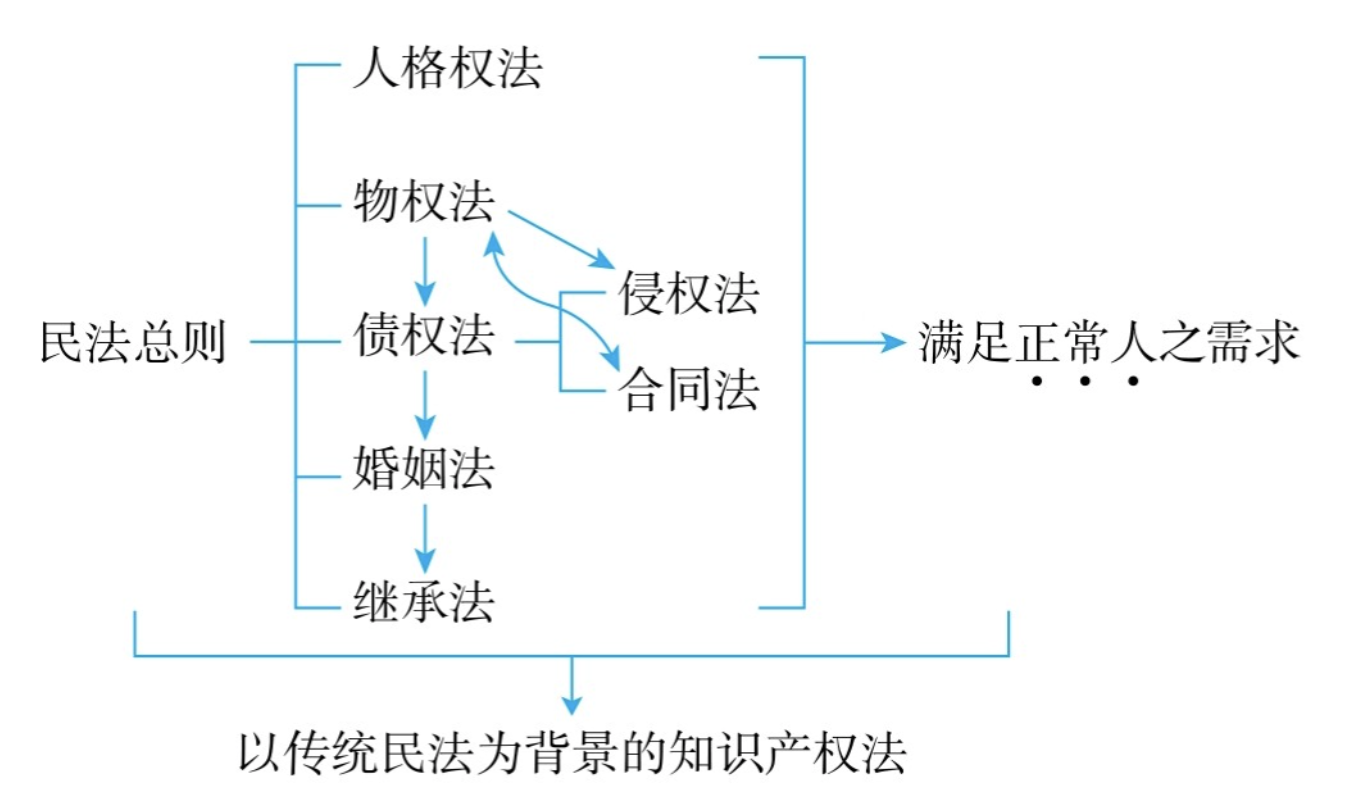 人格权法
物权法
侵权法
民法总则
债权法
满足正常人之需求
合同法
婚姻法
继承法
以传统民法为背景的知识产权法